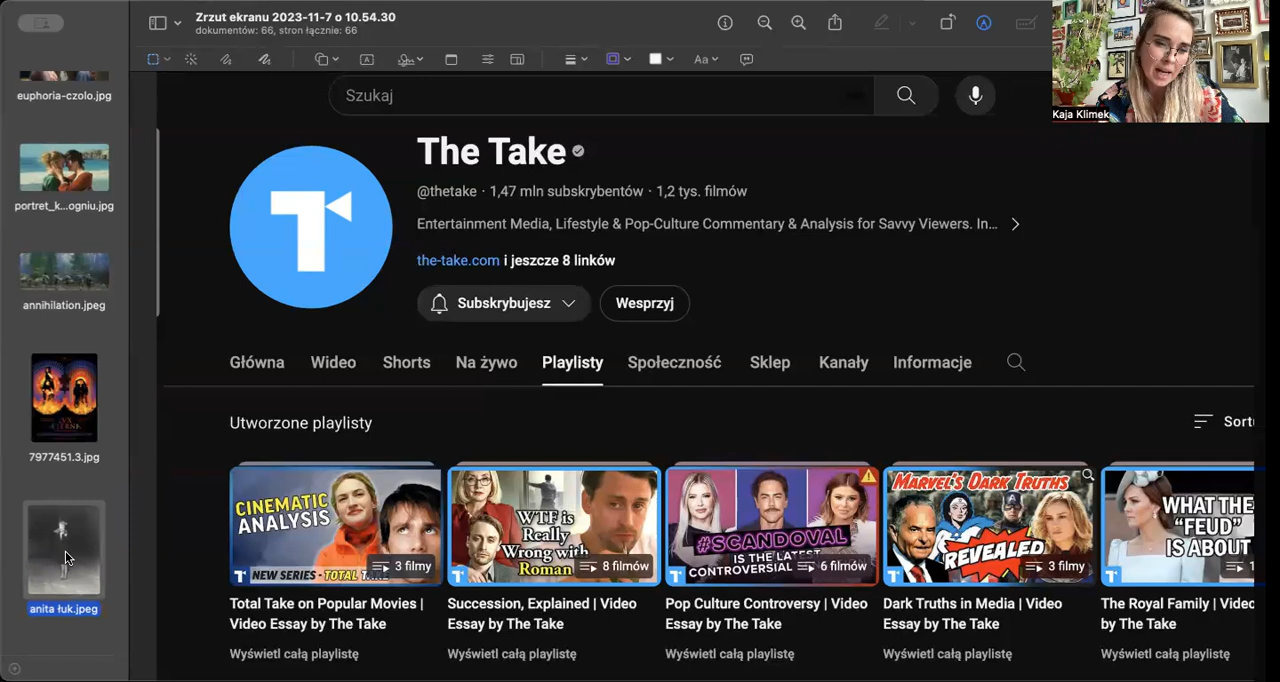 Zrzut ekranu 2023-11-7 o 10.54.30
dokumentów: 66, stron łącznie: 66
Aa
Kaja Klimek
euphoria-czolo.jpg
portret_k...ogniu.jpg
annihilation.jpeg
7977451.3.jpg
anita łuk.jpeg
Szukaj
The Take
@thetake · 1,47 mln subskrybentów · 1,2 tys. filmów
Entertainment Media, Lifestyle & Pop-Culture Commentary & Analysis for Savvy Viewers. In...
the-take.com i jeszcze 8 linków
Subskrybujesz
Wesprzyj
Główna Wideo Shorts Na żywo Playlisty Społeczność Sklep Kanały Informacje
Utworzone playlisty
Sort
CINEMATIC
ANALYSIS
NEW SERIES - TOTAL
3 filmy
WTF is
Really
Wrong with
Roman
8 filmów
#SCANDOVAL
IS THE LATEST
CONTROVERSIAL
6 filmów
MARVEL'S DARK TRUTHS
REVEALED
3 filmy
WHAT THE
"FEUD"
IS ABOUT
1
Total Take on Popular Movies |
Video Essay by The Take
Wyświetl całą playlistę
Succession, Explained | Video
Essay by The Take
Wyświetl całą playlistę
Pop Culture Controversy | Video
Essay by The Take
Wyświetl całą playlistę
Dark Truths in Media | Video
Essay by The Take
Wyświetl całą playlistę
The Royal Family | Video
by The Take
Wyświetl całą playlistę